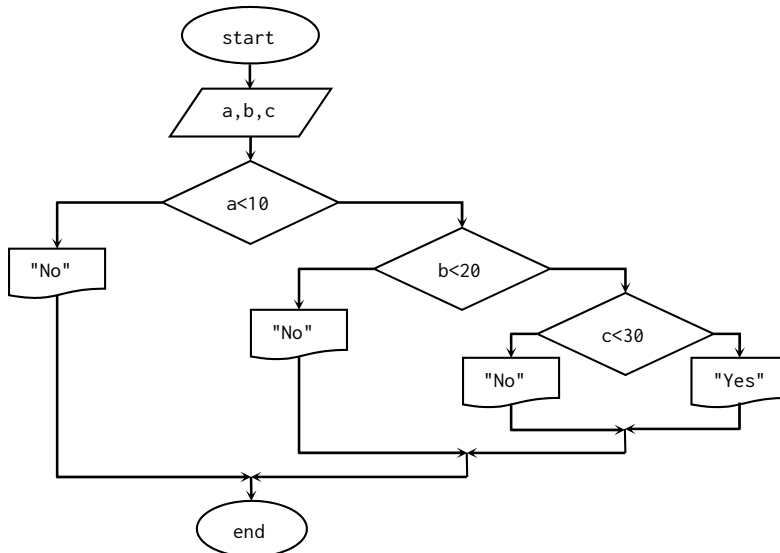 start
a,b,c
a<10
"No"
b<20
"No"
c<30
"No"
"Yes"
end